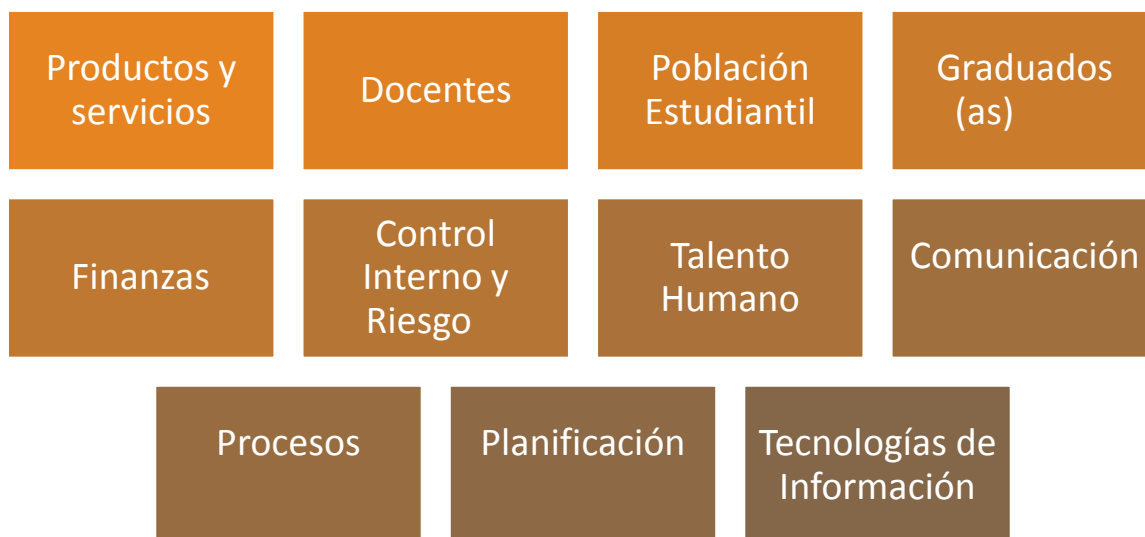 Productos y
servicios
Docentes
Población
Estudiantil
Graduados
(as)
Finanzas
Control
Interno y
Riesgo
Talento
Humano
Comunicación
Procesos
Planificación
Tecnologías de
Información